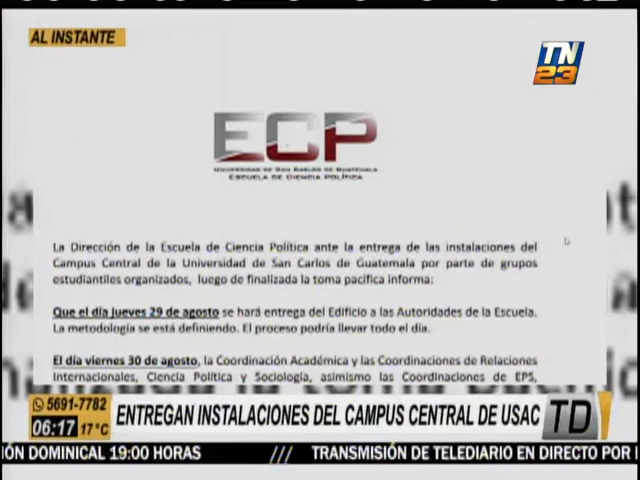 AL INSTANTE
TN
23
ECP
UNIVERSIDAD DE SAN CARLOS DE GUATEMALA
ESCUELA DE CIENCIA POLÍTICA
La Dirección de la Escuela de Ciencia Política ante la entrega de las instalaciones del
Campus Central de la Universidad de San Carlos de Guatemala por parte de grupos
estudiantiles organizados, luego de finalizada la toma pacífica informa:
Que el día jueves 29 de agosto se hará entrega del Edificio a las Autoridades de la Escuela.
La metodología se está definiendo. El proceso podría llevar todo el día.
El día viernes 30 de agosto, la Coordinación Académica y las Coordinaciones de Relaciones
Internacionales, Ciencia Política y Sociología, asimismo las Coordinaciones de EPS,
5691-7782
ENTREGAN INSTALACIONES DEL CAMPUS CENTRAL DE USAC
TD
06:17 17°C
IÓN DOMINICAL 19:00 HORAS /// TRANSMISIÓN DE TELEDIARIO EN DIRECTO POR